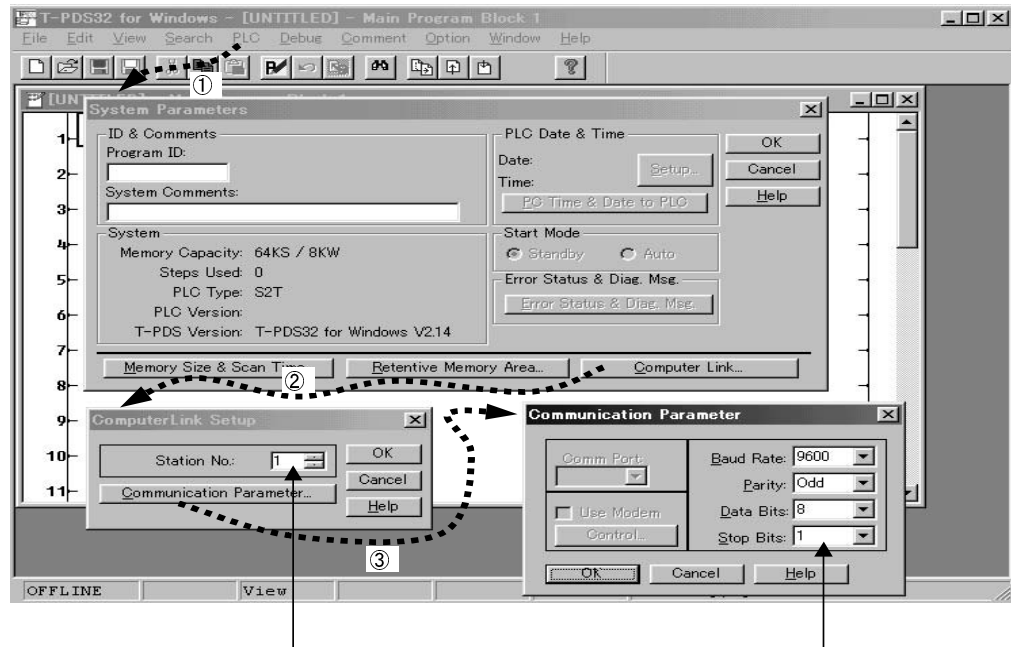 T-PDS32 for Windows - [UNTITLED] - Main Program Block 1
File Edit View Search PLC Debug Comment Option Window Help
①
[UNT
System Parameters
ID & Comments
Program ID:
System Comments:
PLC Date & Time
Date:
Time:
Setup...
PC Time & Date to PLC
OK
Cancel
Help
System
Memory Capacity: 64KS / 8KW
Steps Used: 0
PLC Type: S2T
PLC Version:
T-PDS Version: T-PDS32 for Windows V2.14
Start Mode
Standby Auto
Error Status & Diag. Msg.
Error Status & Diag. Msg.
Memory Size & Scan Time... Retentive Memory Area... Computer Link...
②
1
2
3
4
5
6
7
8
9
10
11
ComputerLink Setup
Station No.: 1
Communication Parameter...
OK
Cancel
Help
③
Communication Parameter
Comm Port:
Use Modem
Control...
Baud Rate: 9600
Parity: Odd
Data Bits: 8
Stop Bits: 1
OK Cancel Help
OFFLINE View